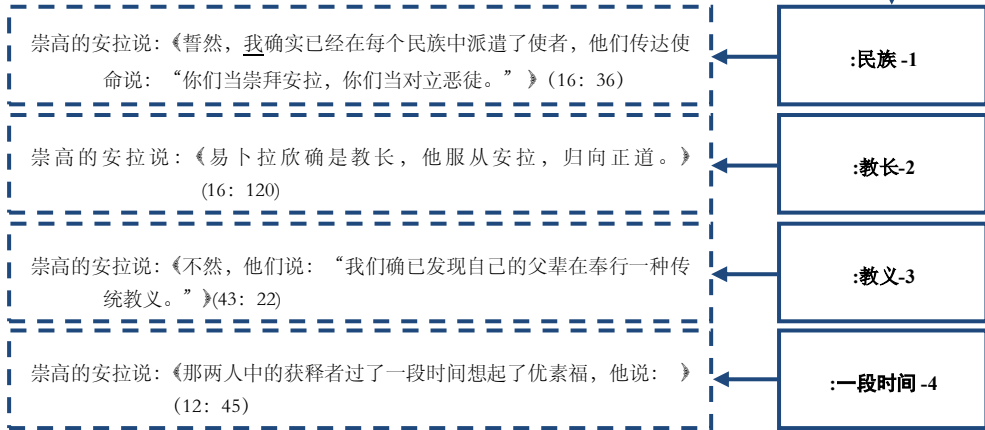 :民族 -1
崇高的安拉说：﴾誓然，我确实已经在每个民族中派遣了使者，他们传达使
命说：“你们当崇拜安拉，你们当对立恶徒。”﴿（16：36）
:教长-2
崇高的安拉说：﴾易卜拉欣确是教长，他服从安拉，归向正道。﴿
（16：120）
:教义-3
崇高的安拉说：﴾不然，他们说：“我们确已发现自己的父辈在奉行一种传
统教义。”﴿(43：22)
:一段时间 -4
崇高的安拉说：﴾那两人中的获释者过了一段时间想起了优素福，他说： ﴿
（12：45）